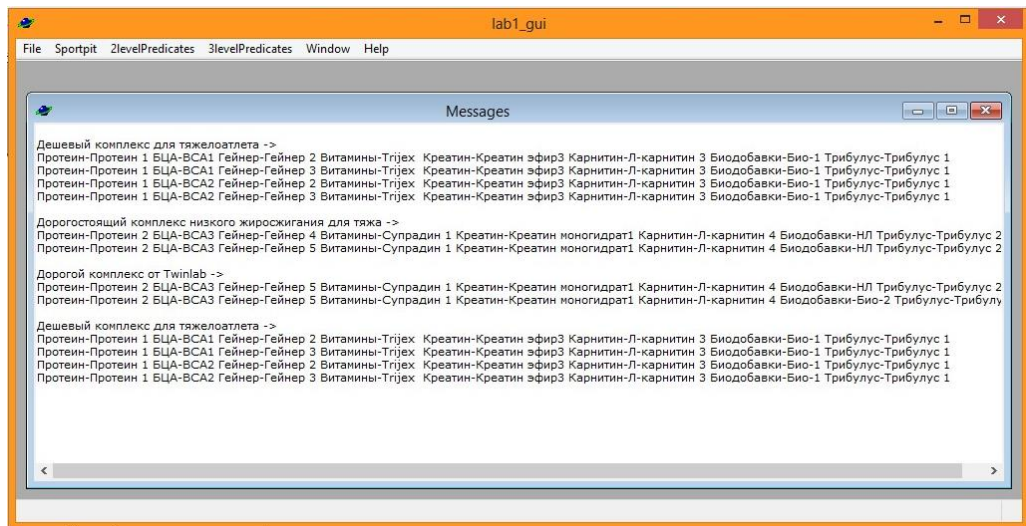 lab1_gui
File Sportpit 2levelPredicates 3levelPredicates Window Help
Messages
Дешевый комплекс для тяжелоатлета ->
Протеин-Протеин 1 БЦА-BCA1 Гейнер-Гейнер 2 Витамины-Trijex Креатин-Креатин эфир3 Карнитин-Л-карнитин 3 Биодобавки-Био-1 Трибулус-Трибулус 1
Протеин-Протеин 1 БЦА-BCA1 Гейнер-Гейнер 3 Витамины-Trijex Креатин-Креатин эфир3 Карнитин-Л-карнитин 3 Биодобавки-Био-1 Трибулус-Трибулус 1
Протеин-Протеин 1 БЦА-BCA2 Гейнер-Гейнер 2 Витамины-Trijex Креатин-Креатин эфир3 Карнитин-Л-карнитин 3 Биодобавки-Био-1 Трибулус-Трибулус 1
Протеин-Протеин 1 БЦА-BCA2 Гейнер-Гейнер 3 Витамины-Trijex Креатин-Креатин эфир3 Карнитин-Л-карнитин 3 Биодобавки-Био-1 Трибулус-Трибулус 1
Дорогостоящий комплекс низкого жиросжигания для тяжа ->
Протеин-Протеин 2 БЦА-BCA3 Гейнер-Гейнер 4 Витамины-Супрадин 1 Креатин-Креатин моногидрат1 Карнитин-Л-карнитин 4 Биодобавки-НЛ Трибулус-Трибулус 2
Протеин-Протеин 2 БЦА-BCA3 Гейнер-Гейнер 5 Витамины-Супрадин 1 Креатин-Креатин моногидрат1 Карнитин-Л-карнитин 4 Биодобавки-НЛ Трибулус-Трибулус 2
Дорогой комплекс от Twinlab ->
Протеин-Протеин 2 БЦА-BCA3 Гейнер-Гейнер 5 Витамины-Супрадин 1 Креатин-Креатин моногидрат1 Карнитин-Л-карнитин 4 Биодобавки-НЛ Трибулус-Трибулус 2
Протеин-Протеин 2 БЦА-BCA3 Гейнер-Гейнер 5 Витамины-Супрадин 1 Креатин-Креатин моногидрат1 Карнитин-Л-карнитин 4 Биодобавки-Био-2 Трибулус-Трибулу
Дешевый комплекс для тяжелоатлета ->
Протеин-Протеин 1 БЦА-BCA1 Гейнер-Гейнер 2 Витамины-Trijex Креатин-Креатин эфир3 Карнитин-Л-карнитин 3 Биодобавки-Био-1 Трибулус-Трибулус 1
Протеин-Протеин 1 БЦА-BCA1 Гейнер-Гейнер 3 Витамины-Trijex Креатин-Креатин эфир3 Карнитин-Л-карнитин 3 Биодобавки-Био-1 Трибулус-Трибулус 1
Протеин-Протеин 1 БЦА-BCA2 Гейнер-Гейнер 2 Витамины-Trijex Креатин-Креатин эфир3 Карнитин-Л-карнитин 3 Биодобавки-Био-1 Трибулус-Трибулус 1
Протеин-Протеин 1 БЦА-BCA2 Гейнер-Гейнер 3 Витамины-Trijex Креатин-Креатин эфир3 Карнитин-Л-карнитин 3 Биодобавки-Био-1 Трибулус-Трибулус 1